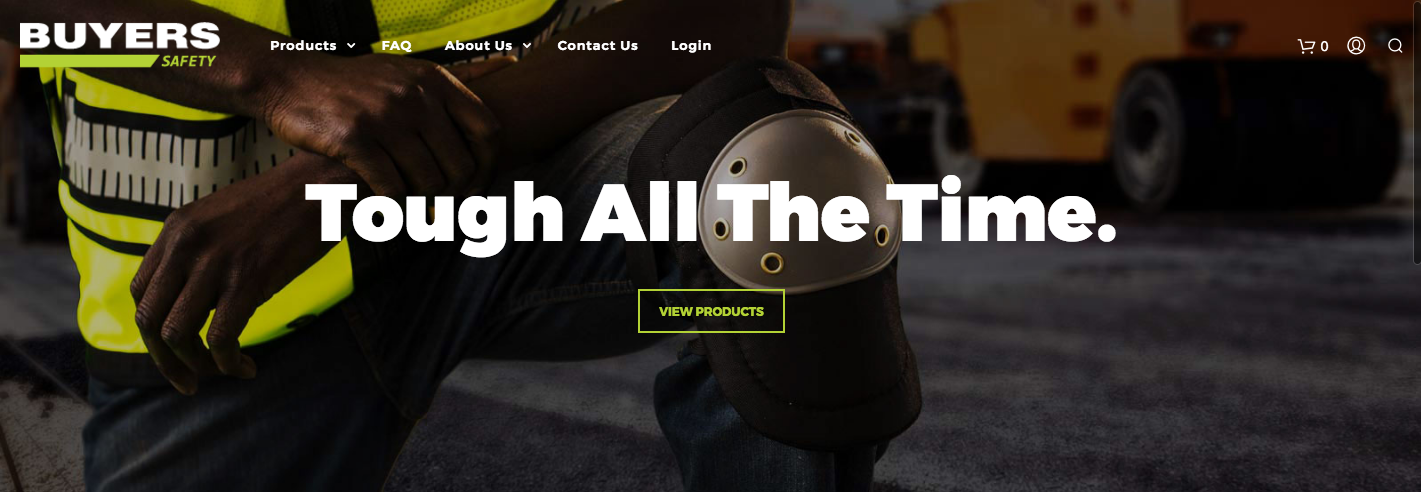 BUYERS
SAFETY
Products
FAQ
About Us
Contact Us
Login
0
Tough All The Time.
VIEW PRODUCTS